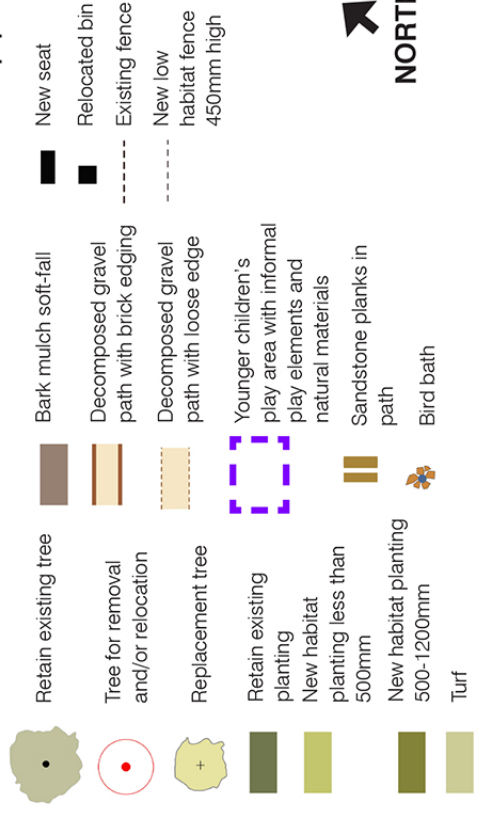 Retain existing tree
Tree for removal
and/or relocation
Replacement tree
Retain existing
planting
New habitat
planting less than
500mm
New habitat planting
500-1200mm
Turf
Bark mulch soft-fall
Decomposed gravel
path with brick edging
Decomposed gravel
path with loose edge
Younger children's
play area with informal
play elements and
natural materials
Sandstone planks in
path
Bird bath
New seat
Relocated bin
Existing fence
New low
habitat fence
450mm high